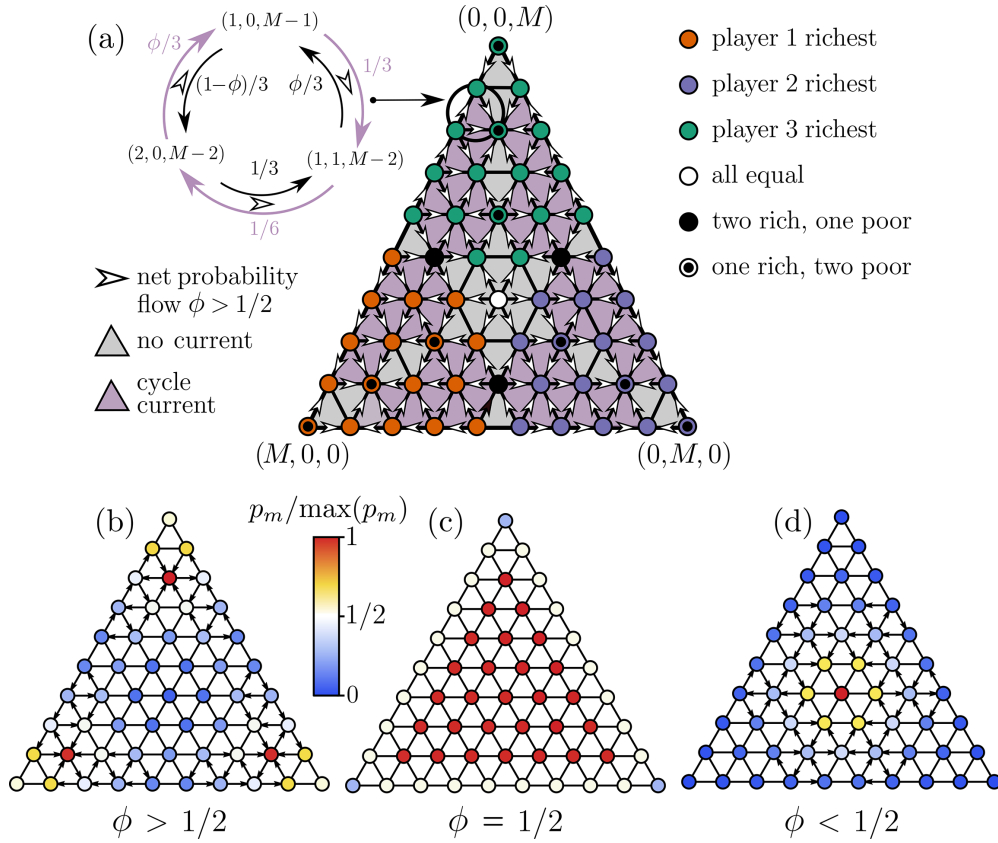 (a)
(1, 0, M−1)
ϕ/3
(1−ϕ)/3
ϕ/3
1/3
(2, 0, M−2)
1/3
(1, 1, M−2)
1/6
net probability
flow ϕ > 1/2
no current
cycle
current
(0, 0, M)
(M, 0, 0)
(0, M, 0)
player 1 richest
player 2 richest
player 3 richest
all equal
two rich, one poor
one rich, two poor
(b)
p_m/max(p_m)
1
1/2
0
(c)
(d)
ϕ > 1/2
ϕ = 1/2
ϕ < 1/2